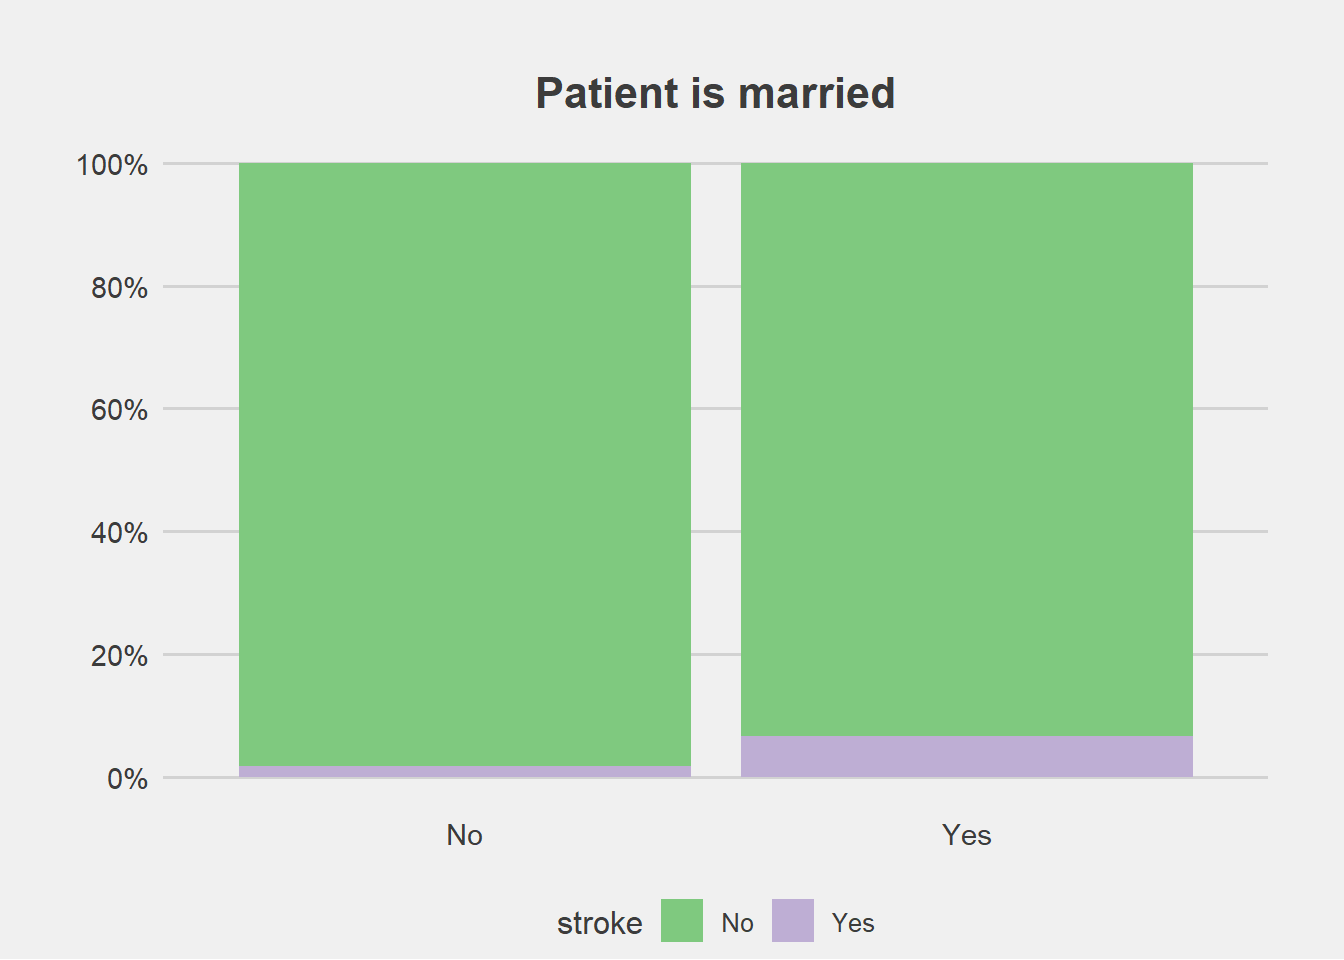 Patient is married
100%
80%
60%
40%
20%
0%
No Yes
stroke No Yes